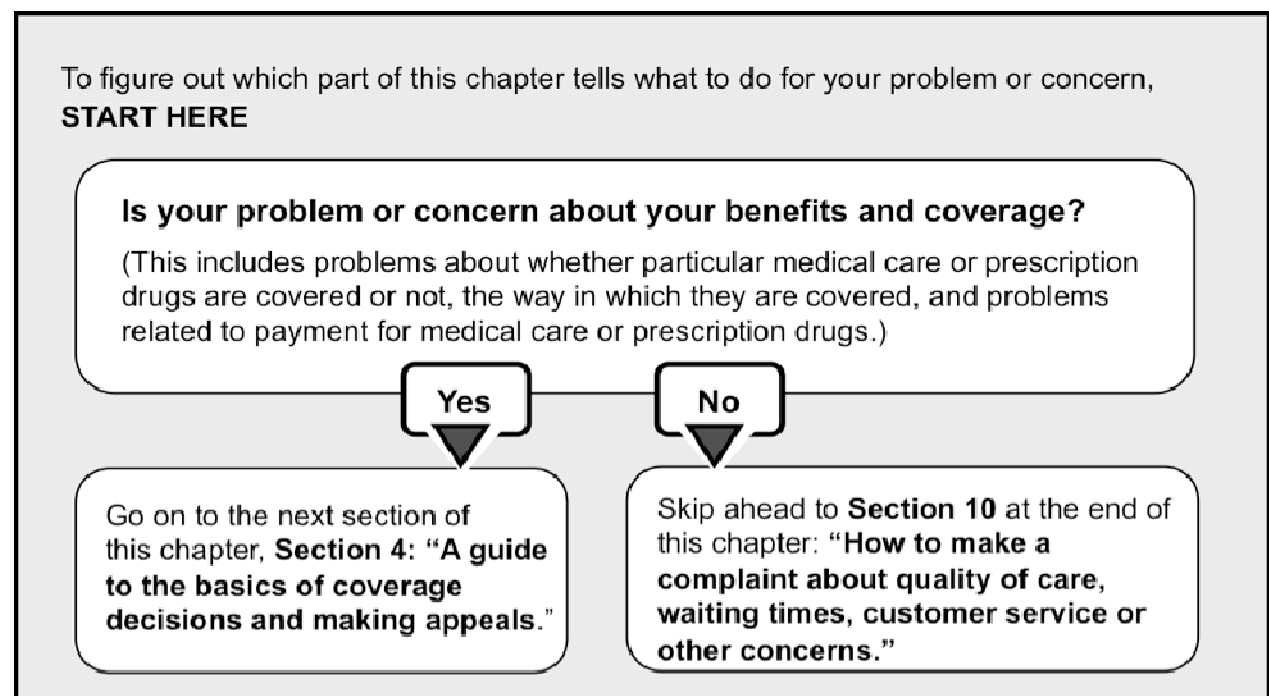 To figure out which part of this chapter tells what to do for your problem or concern,
START HERE
Is your problem or concern about your benefits and coverage?
(This includes problems about whether particular medical care or prescription
drugs are covered or not, the way in which they are covered, and problems
related to payment for medical care or prescription drugs.)
Yes
No
Go on to the next section of
this chapter, Section 4: “A guide
to the basics of coverage
decisions and making appeals.”
Skip ahead to Section 10 at the end of
this chapter: “How to make a
complaint about quality of care,
waiting times, customer service or
other concerns.”